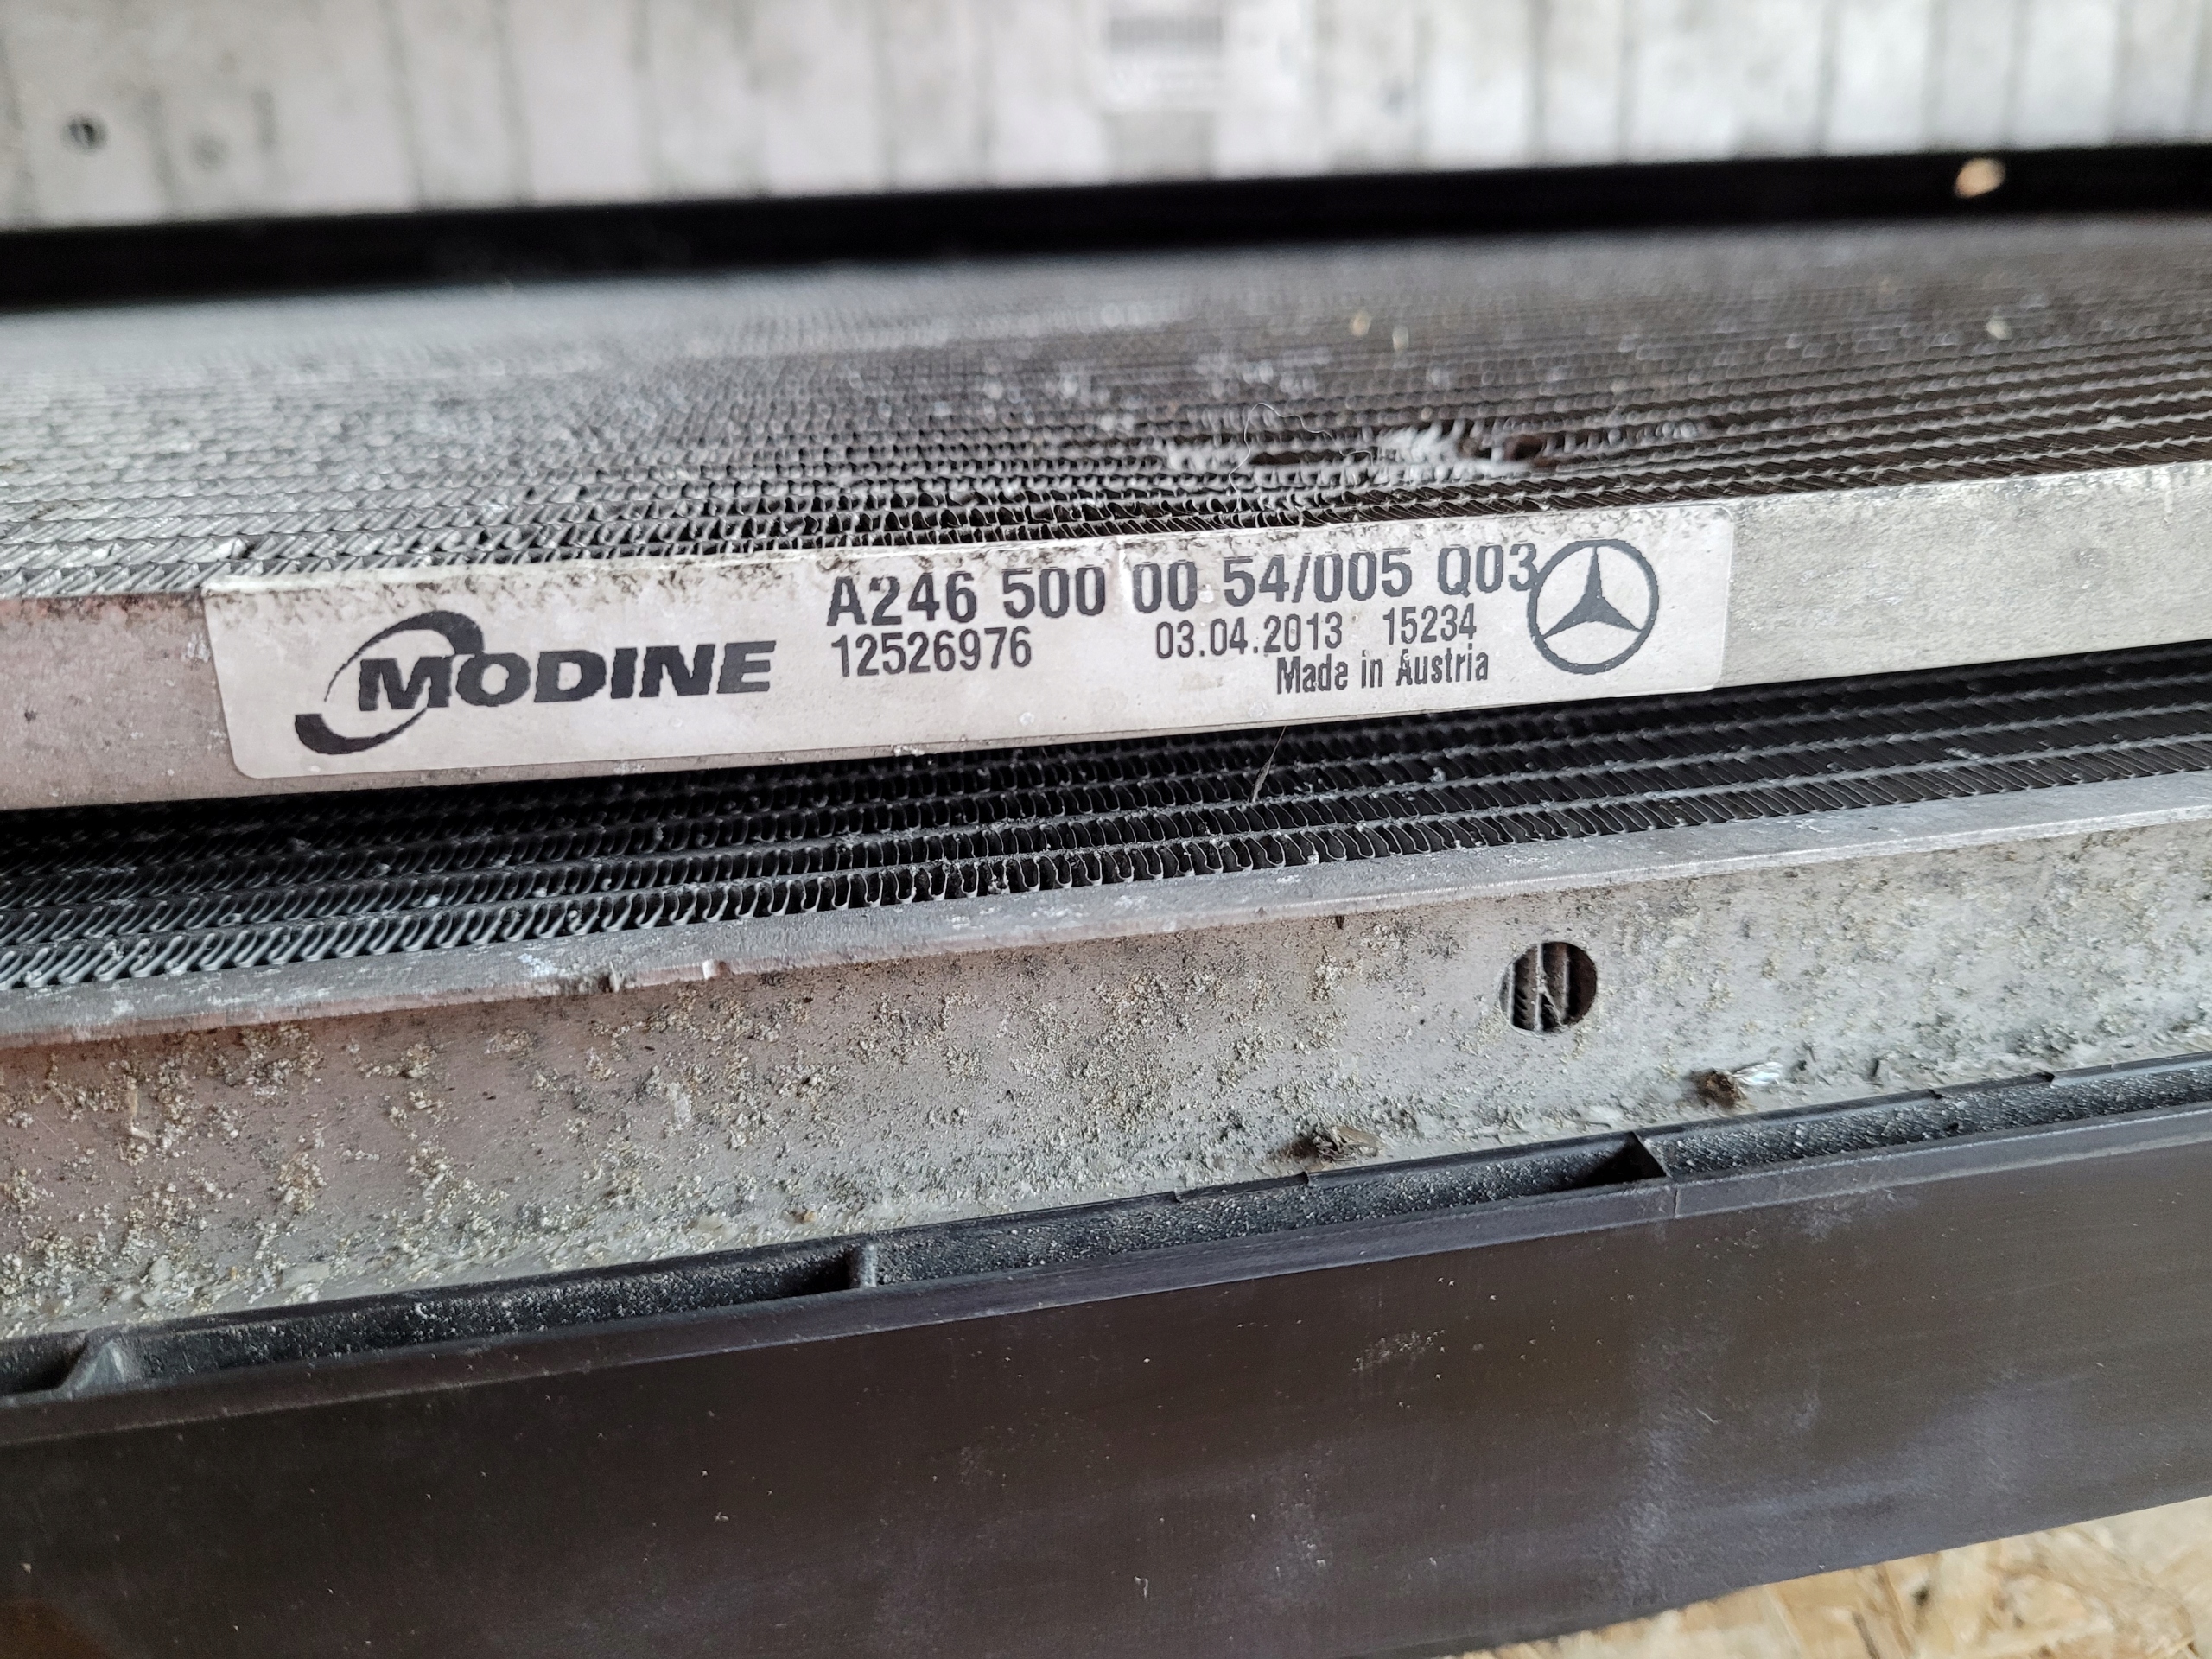 MODINE
A246 500 00 54/005 Q03
12526976 03.04.2013 15234
Made in Austria